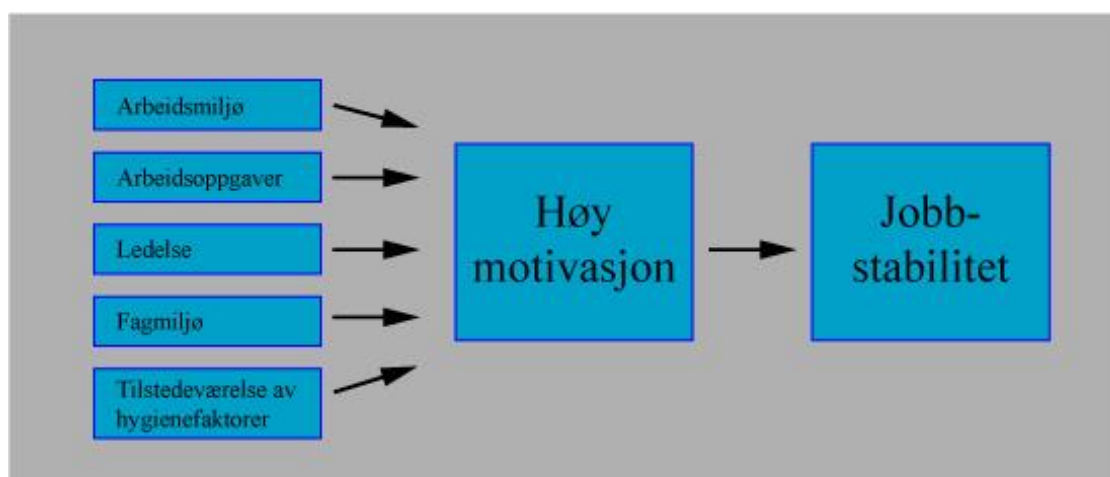 Arbeidsmiljø
Arbeidsoppgaver
Ledelse
Fagmiljø
Tilstedeværelse av
hygienefaktorer
Høy
motivasjon
Jobb-
stabilitet